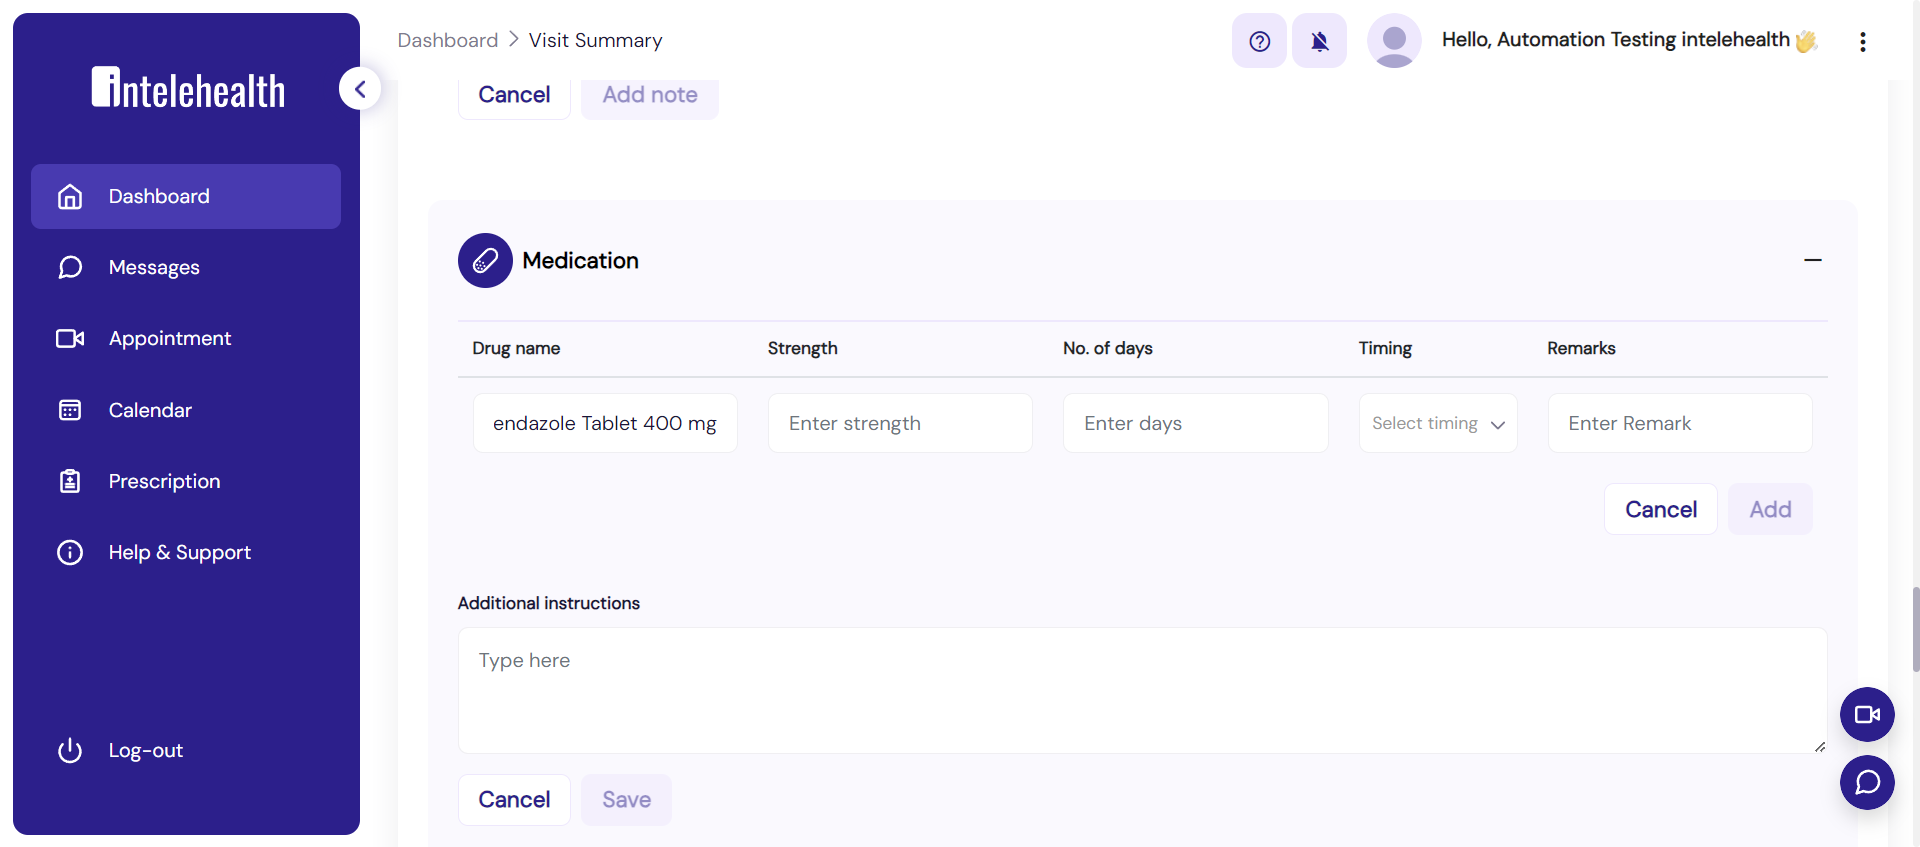 intelehealth
Dashboard
Messages
Appointment
Calendar
Prescription
Help & Support
Log-out
Dashboard > Visit Summary
Hello, Automation Testing intelehealth 👋
Cancel Add note
Medication
Drug name Strength No. of days Timing Remarks
endazole Tablet 400 mg Enter strength Enter days Select timing Enter Remark
Cancel Add
Additional instructions
Type here
Cancel Save